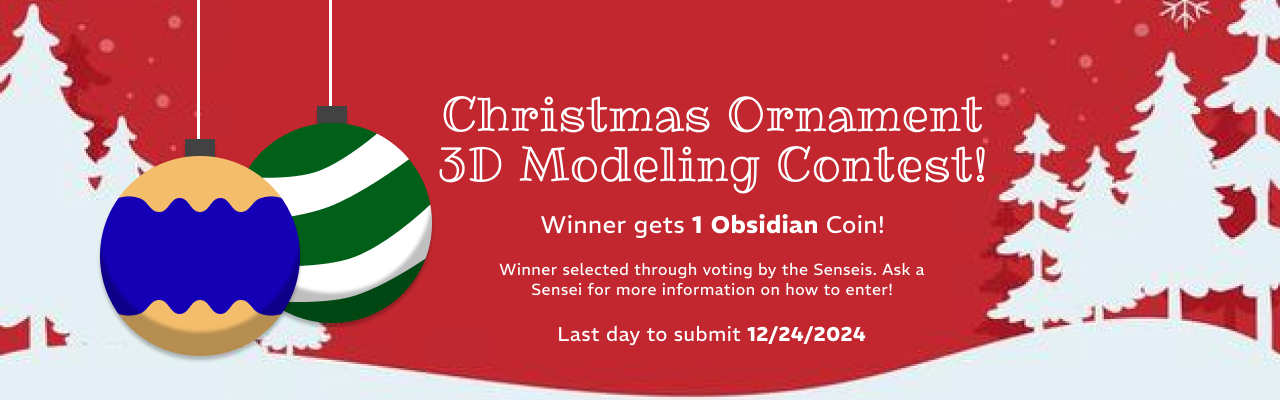 Christmas Ornament
3D Modeling Contest!
Winner gets 1 Obsidian Coin!
Winner selected through voting by the Senseis. Ask a
Sensei for more information on how to enter!
Last day to submit 12/24/2024